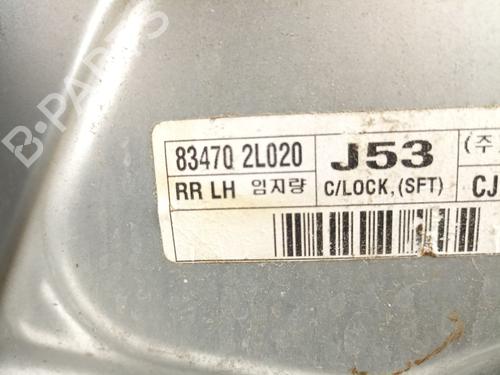 B-PARTS
83470 2L020
J53
(주
RR LH 임지량
C/LOCK,(SFT)
CJ